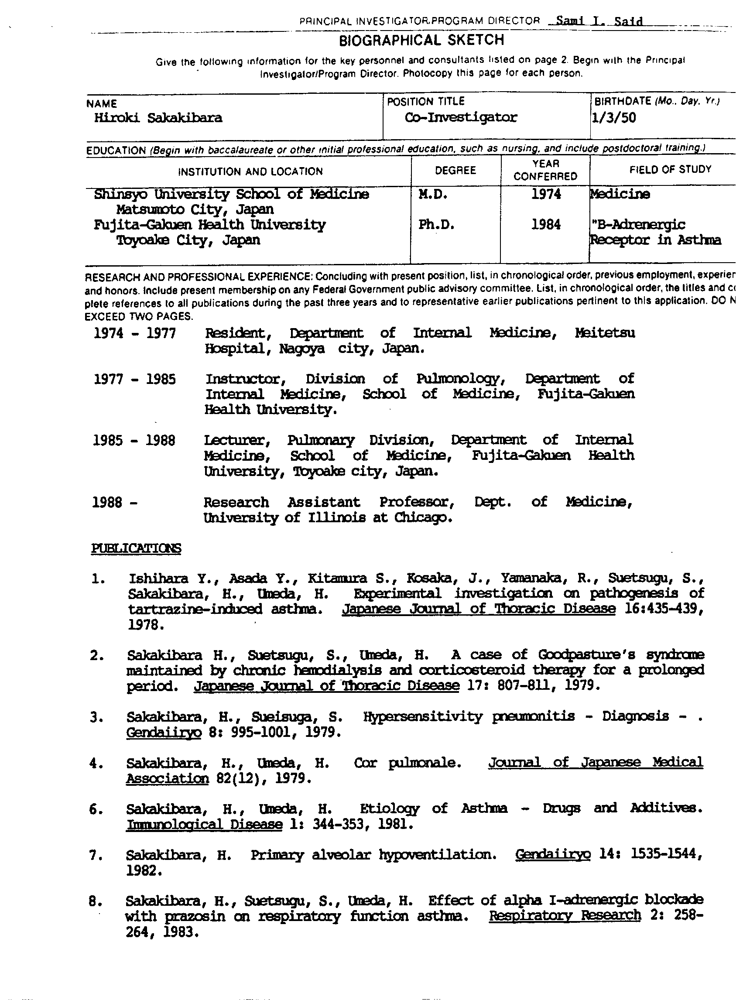 PRINCIPAL INVESTIGATOR/PROGRAM DIRECTOR Sami I. Said
BIOGRAPHICAL SKETCH
Give the following information for the key personnel and consultants listed on page 2. Begin with the Principal
Investigator/Program Director. Photocopy this page for each person.
NAME POSITION TITLE BIRTHDATE (Mo., Day, Yr.)
Hiroki Sakakibara Co-Investigator 1/3/50
EDUCATION (Begin with baccalaureate or other initial professional education, such as nursing, and include postdoctoral training.)
INSTITUTION AND LOCATION DEGREE YEAR CONFERRED FIELD OF STUDY
Shinsyo University School of Medicine M.D. 1974 Medicine
Matsumoto City, Japan
Fujita-Gakuen Health University Ph.D. 1984 "B-Adrenergic
Toyoake City, Japan Receptor in Asthma
RESEARCH AND PROFESSIONAL EXPERIENCE: Concluding with present position, list, in chronological order, previous employment, experier
and honors. Include present membership on any Federal Government public advisory committee. List, in chronological order, the titles and co
plete references to all publications during the past three years and to representative earlier publications pertinent to this application. DO N
EXCEED TWO PAGES.
1974 - 1977 Resident, Department of Internal Medicine, Meitetsu
Hospital, Nagoya city, Japan.
1977 - 1985 Instructor, Division of Pulmonology, Department of
Internal Medicine, School of Medicine, Fujita-Gakuen
Health University.
1985 - 1988 Lecturer, Pulmonary Division, Department of Internal
Medicine, School of Medicine, Fujita-Gakuen Health
University, Toyoake city, Japan.
1988 - Research Assistant Professor, Dept. of Medicine,
University of Illinois at Chicago.
PUBLICATIONS
1. Ishihara Y., Asada Y., Kitamura S., Kosaka, J., Yamanaka, R., Suetsugu, S.,
Sakakibara, H., Umeda, H. Experimental investigation on pathogenesis of
tartrazine-induced asthma. Japanese Journal of Thoracic Disease 16:435-439,
1978.
2. Sakakibara H., Suetsugu, S., Umeda, H. A case of Goodpasture's syndrome
maintained by chronic hemodialysis and corticosteroid therapy for a prolonged
period. Japanese Journal of Thoracic Disease 17: 807-811, 1979.
3. Sakakibara, H., Sueisuga, S. Hypersensitivity pneumonitis - Diagnosis - .
Gendaiiryo 8: 995-1001, 1979.
4. Sakakibara, H., Umeda, H. Cor pulmonale. Journal of Japanese Medical
Association 82(12), 1979.
6. Sakakibara, H., Umeda, H. Etiology of Asthma - Drugs and Additives.
Immunological Disease 1: 344-353, 1981.
7. Sakakibara, H. Primary alveolar hypoventilation. Gendaiiryo 14: 1535-1544,
1982.
8. Sakakibara, H., Suetsugu, S., Umeda, H. Effect of alpha I-adrenergic blockade
with prazosin on respiratory function asthma. Respiratory Research 2: 258-
264, 1983.